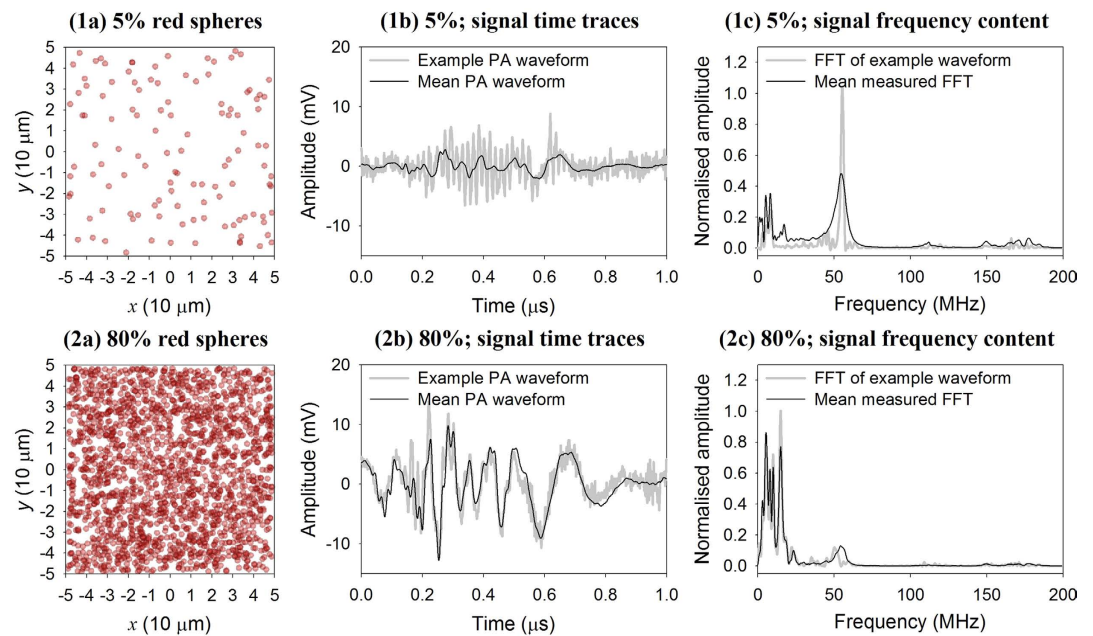 (1a) 5% red spheres
(1b) 5%; signal time traces
(1c) 5%; signal frequency content
5
4
3
2
1
0
-1
-2
-3
-4
-5
y (10 μm)
-5 -4 -3 -2 -1 0 1 2 3 4 5
x (10 μm)
20
10
0
-10
Amplitude (mV)
Example PA waveform
Mean PA waveform
0.0 0.2 0.4 0.6 0.8 1.0
Time (μs)
1.2
1.0
0.8
0.6
0.4
0.2
0.0
Normalised amplitude
FFT of example waveform
Mean measured FFT
0 50 100 150 200
Frequency (MHz)
(2a) 80% red spheres
(2b) 80%; signal time traces
(2c) 80%; signal frequency content
5
4
3
2
1
0
-1
-2
-3
-4
-5
y (10 μm)
-5 -4 -3 -2 -1 0 1 2 3 4 5
x (10 μm)
20
10
0
-10
Amplitude (mV)
Example PA waveform
Mean PA waveform
0.0 0.2 0.4 0.6 0.8 1.0
Time (μs)
1.2
1.0
0.8
0.6
0.4
0.2
0.0
Normalised amplitude
FFT of example waveform
Mean measured FFT
0 50 100 150 200
Frequency (MHz)